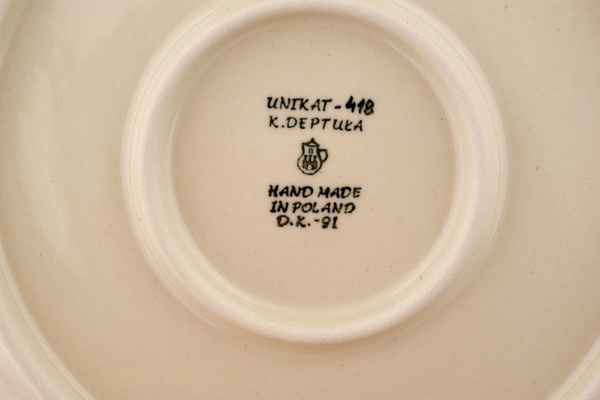 UNIKAT-418
K.DEPTUŁA
HAND MADE
IN POLAND
D.K.-91